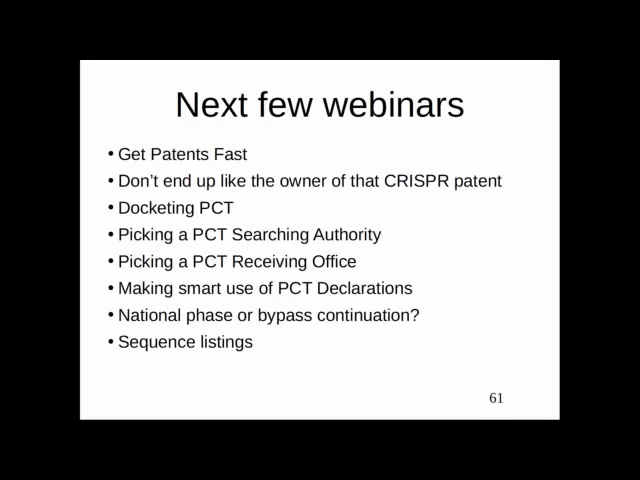 Next few webinars
• Get Patents Fast
• Don’t end up like the owner of that CRISPR patent
• Docketing PCT
• Picking a PCT Searching Authority
• Picking a PCT Receiving Office
• Making smart use of PCT Declarations
• National phase or bypass continuation?
• Sequence listings
61